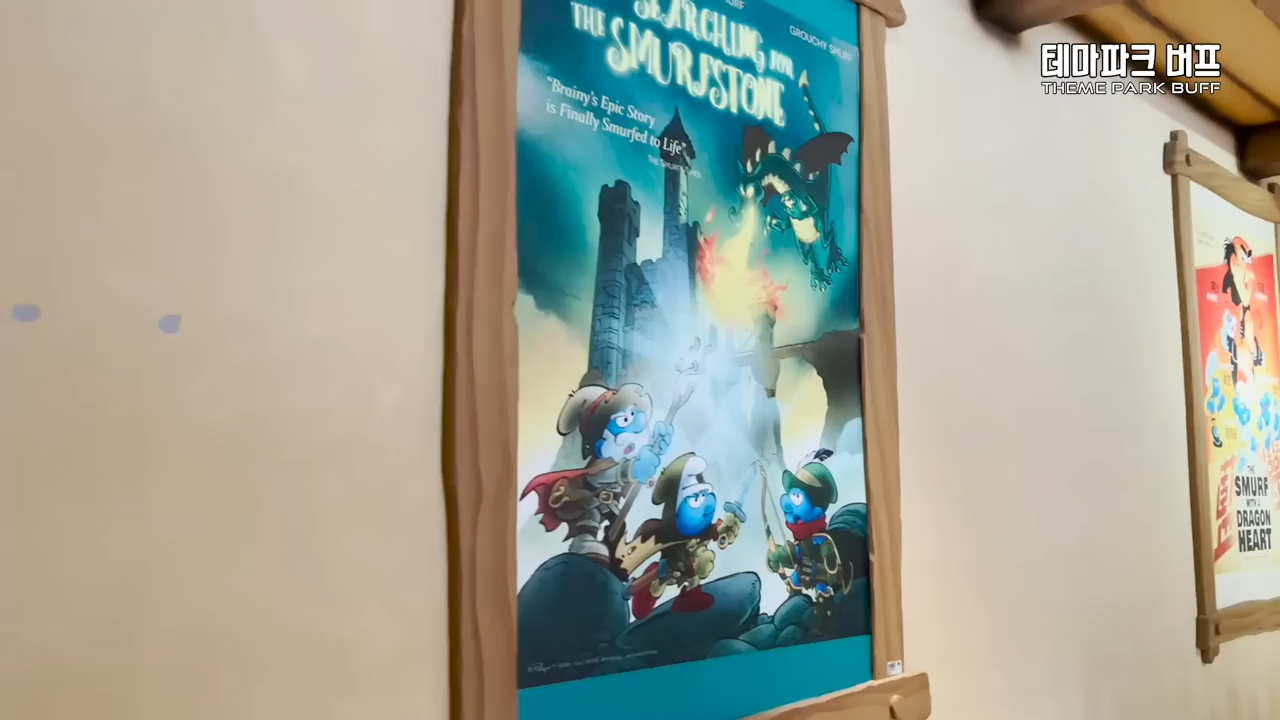 GROUCHY SMURF
SEARCHING FOR
THE SMURFSTONE
"Brainy's Epic Story
is Finally Smurfed to Life"
테마파크 버프
THEME PARK BUFF
THE
SMURF
WITH A
DRAGON
HEART